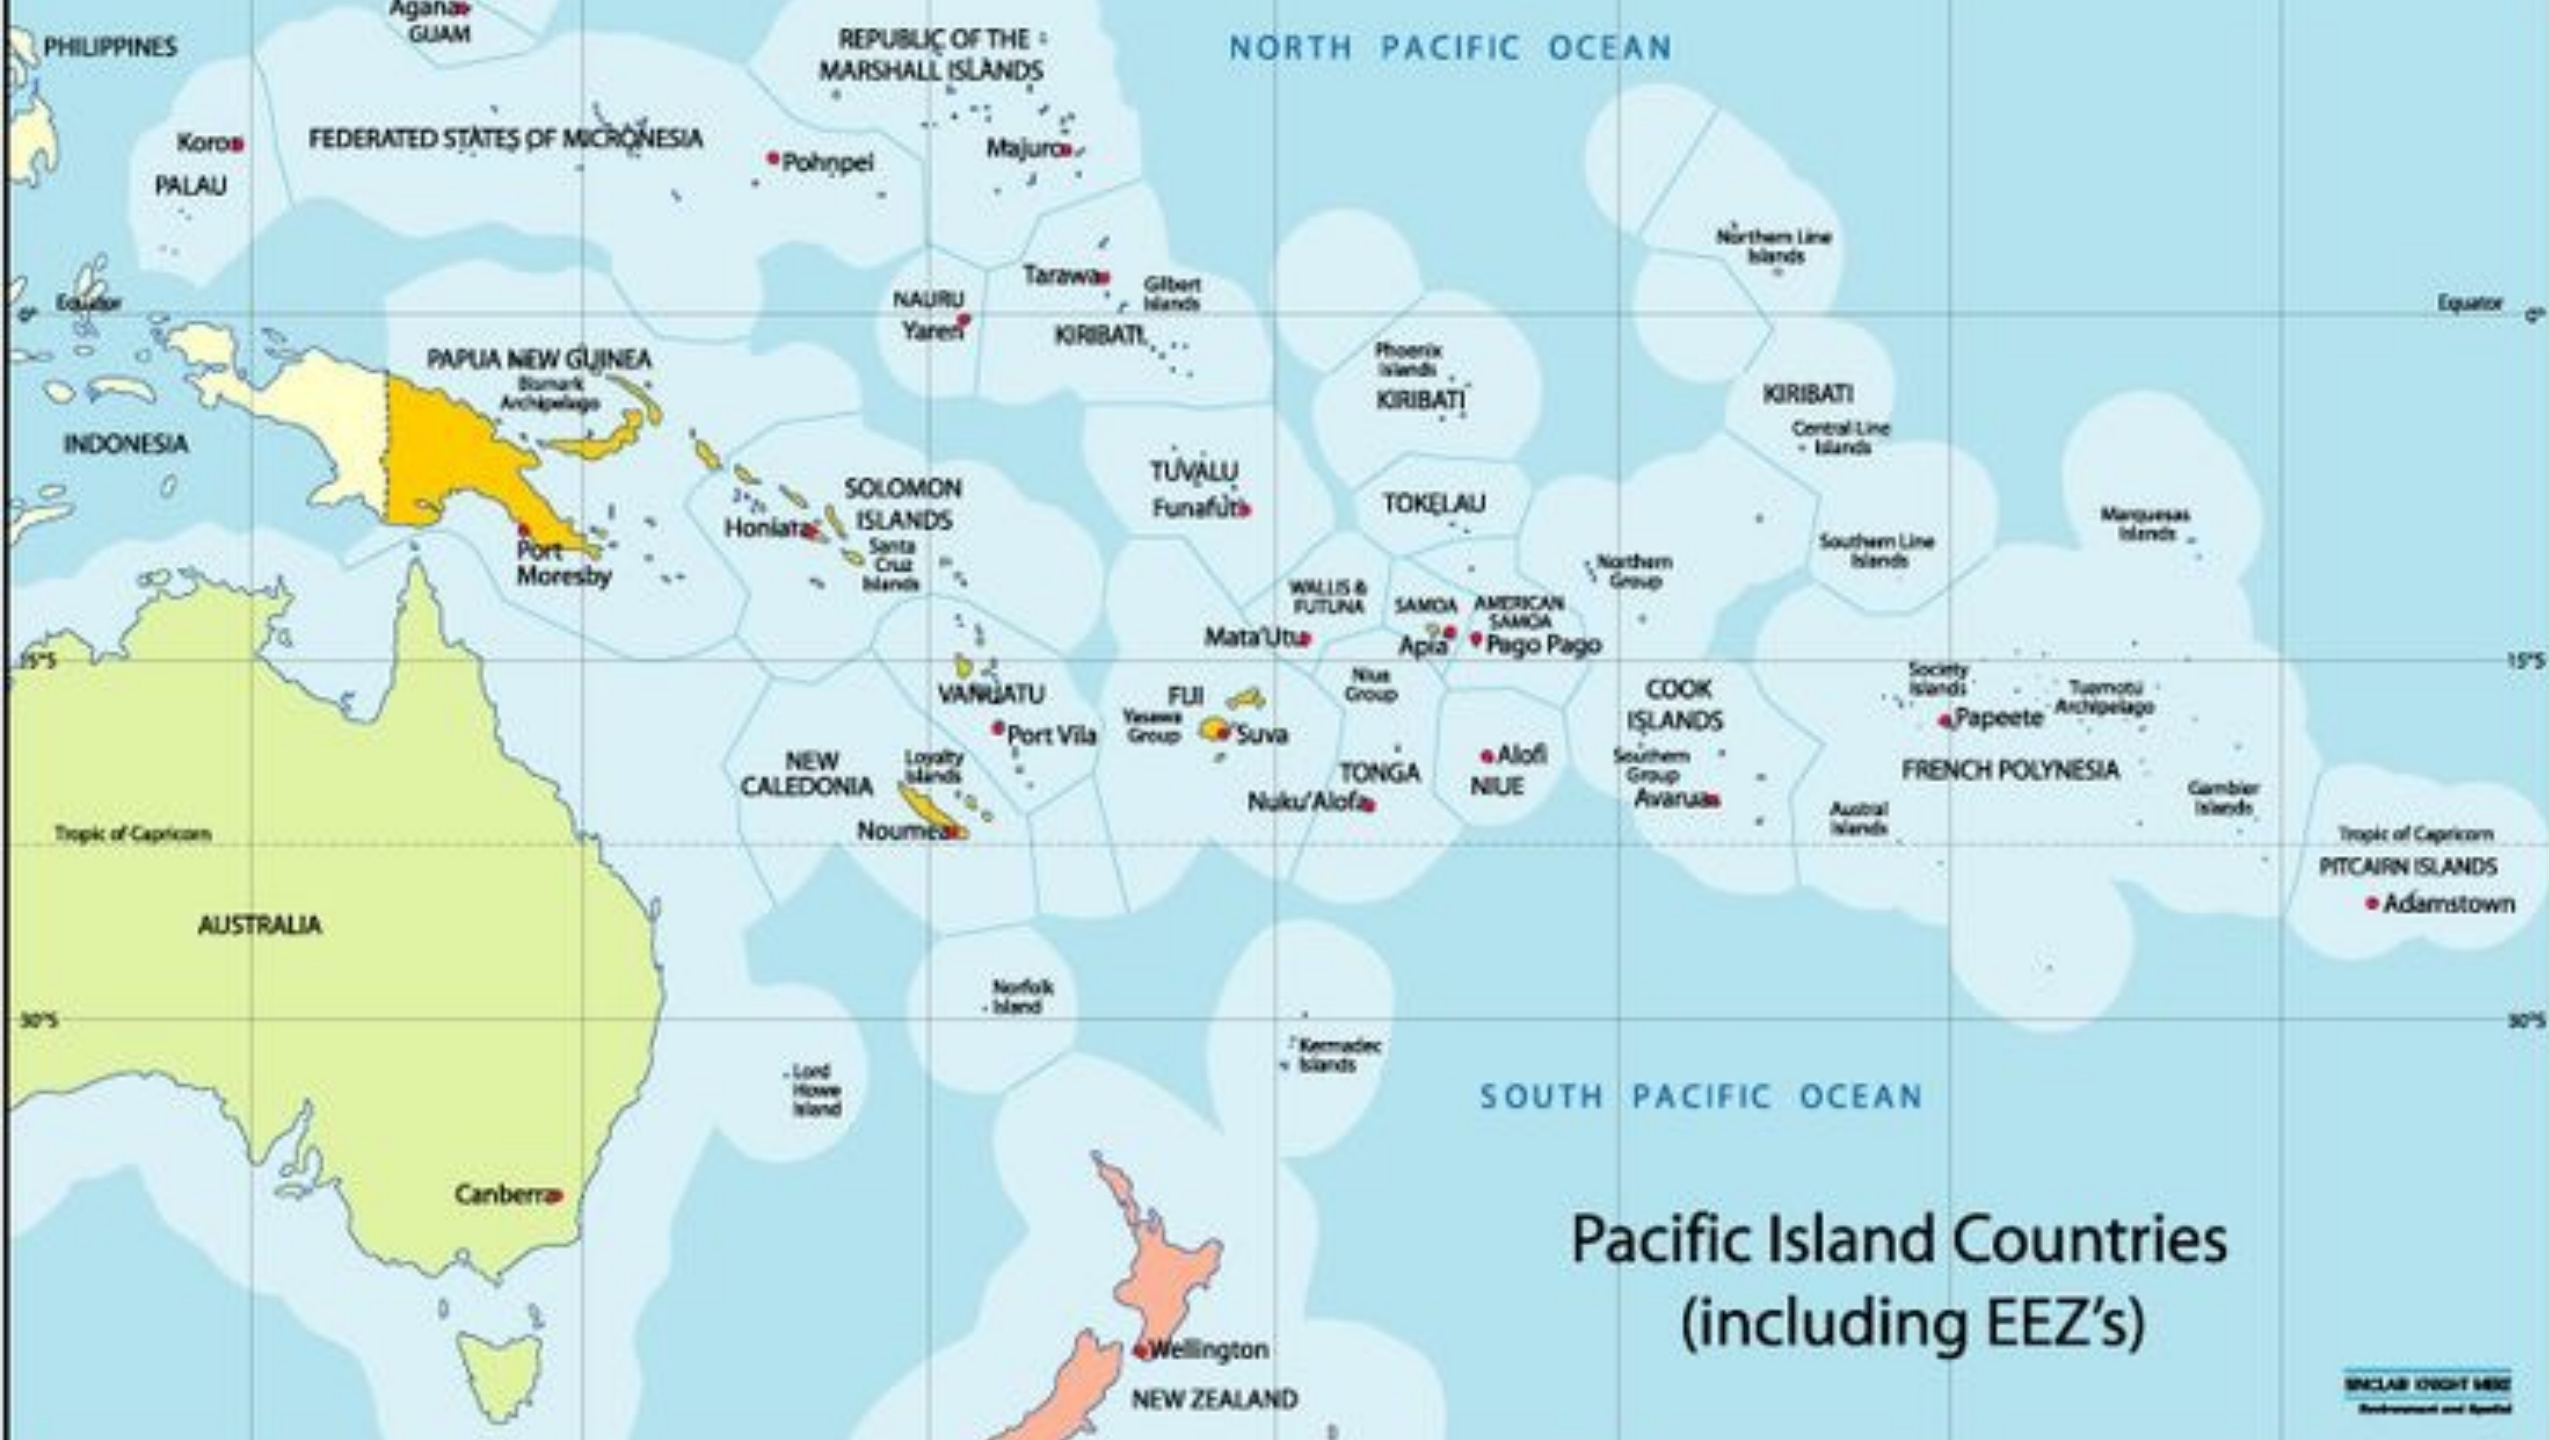 Agana
GUAM
PHILIPPINES
REPUBLIC OF THE
MARSHALL ISLANDS
NORTH PACIFIC OCEAN
Koror
PALAU
FEDERATED STATES OF MICRONESIA
Pohnpei
Majuro
Northern Line
Islands
Tarawa
Gilbert
Islands
KIRIBATI
NAURU
Yaren
Equator
0°
Equator
0°
PAPUA NEW GUINEA
Bismark
Archipelago
Phoenix
Islands
KIRIBATI
KIRIBATI
Central Line
Islands
INDONESIA
TUVALU
Funafuti
TOKELAU
SOLOMON
ISLANDS
Honiara
Santa
Cruz
Islands
Port
Moresby
Marquesas
Islands
Southern Line
Islands
Northern
Group
WALLIS &
FUTUNA
Mata'Utu
SAMOA
Apia
AMERICAN
SAMOA
Pago Pago
15°S
15°S
VANUATU
Port Vila
FIJI
Yasawa
Group
Suva
Niua
Group
COOK
ISLANDS
Southern
Group
Avarua
Society
Islands
Papeete
Tuamotu
Archipelago
FRENCH POLYNESIA
Gambier
Islands
Austral
Islands
NEW
CALEDONIA
Loyalty
Islands
Noumea
TONGA
Nuku'Alofa
Alofi
NIUE
Tropic of Capricorn
Tropic of Capricorn
PITCAIRN ISLANDS
Adamstown
AUSTRALIA
Norfolk
Island
30°S
30°S
Kermadec
Islands
Lord
Howe
Island
SOUTH PACIFIC OCEAN
Canberra
Pacific Island Countries
(including EEZ's)
Wellington
NEW ZEALAND
SINCLAIR KNIGHT MERZ
Environment and Spatial